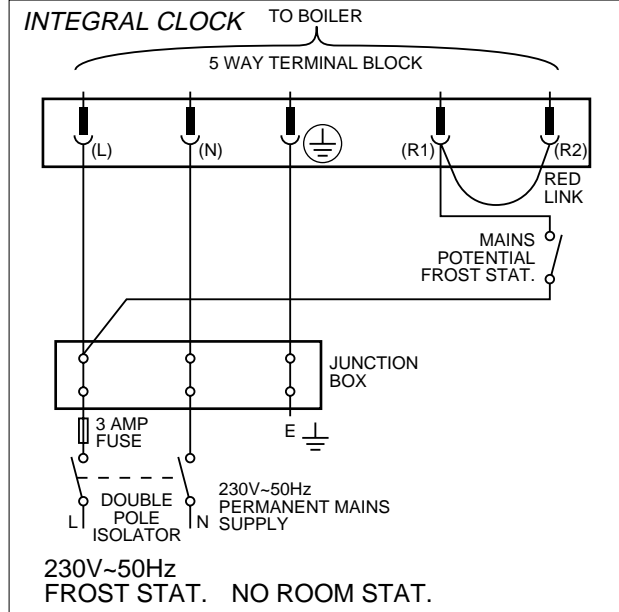 INTEGRAL CLOCK
TO BOILER
5 WAY TERMINAL BLOCK
(L)
(N)
(R1)
(R2)
RED
LINK
MAINS
POTENTIAL
FROST STAT.
JUNCTION
BOX
3 AMP
FUSE
E
DOUBLE
POLE
ISOLATOR
L
N
230V~50Hz
PERMANENT MAINS
SUPPLY
230V~50Hz
FROST STAT. NO ROOM STAT.